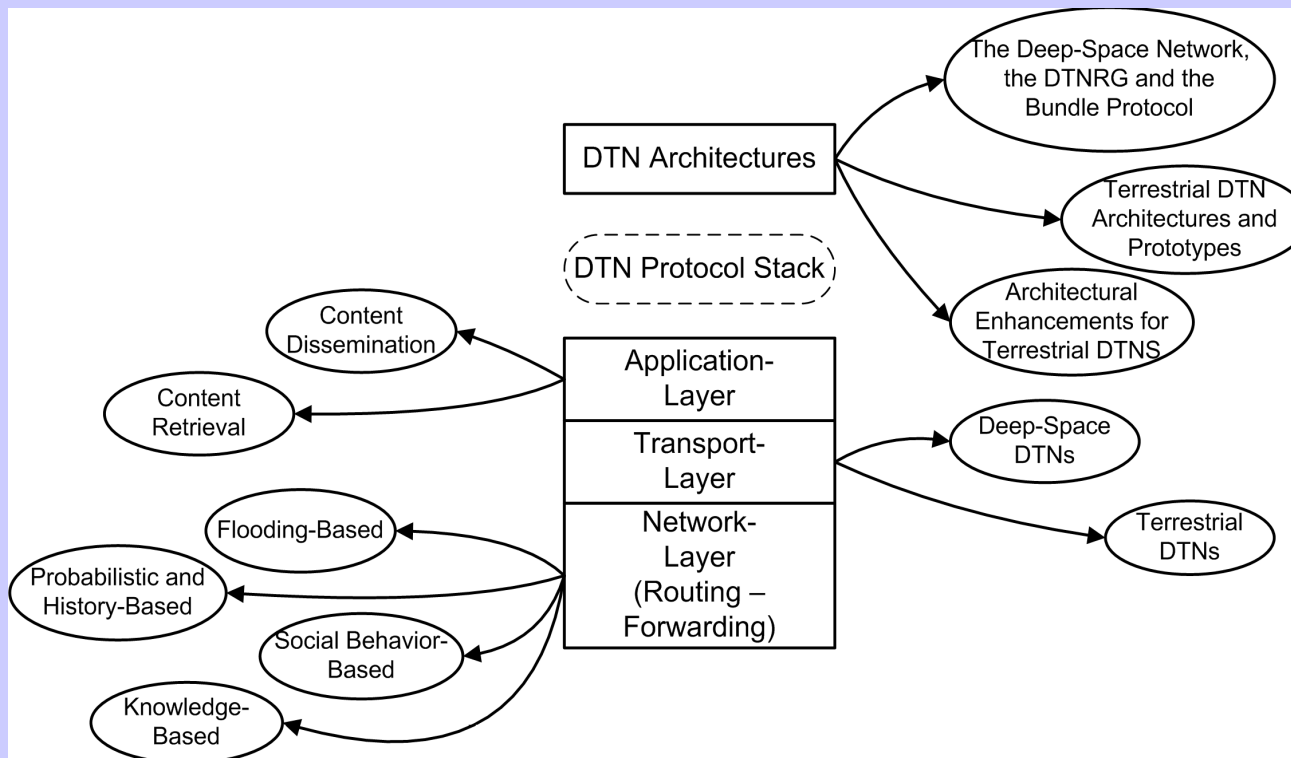 The Deep-Space Network,
the DTNRG and the
Bundle Protocol
DTN Architectures
Terrestrial DTN
Architectures and
Prototypes
DTN Protocol Stack
Architectural
Enhancements for
Terrestrial DTNS
Content
Dissemination
Content
Retrieval
Application-
Layer
Transport-
Layer
Deep-Space
DTNs
Terrestrial
DTNs
Network-
Layer
(Routing –
Forwarding)
Flooding-Based
Probabilistic and
History-Based
Social Behavior-
Based
Knowledge-
Based